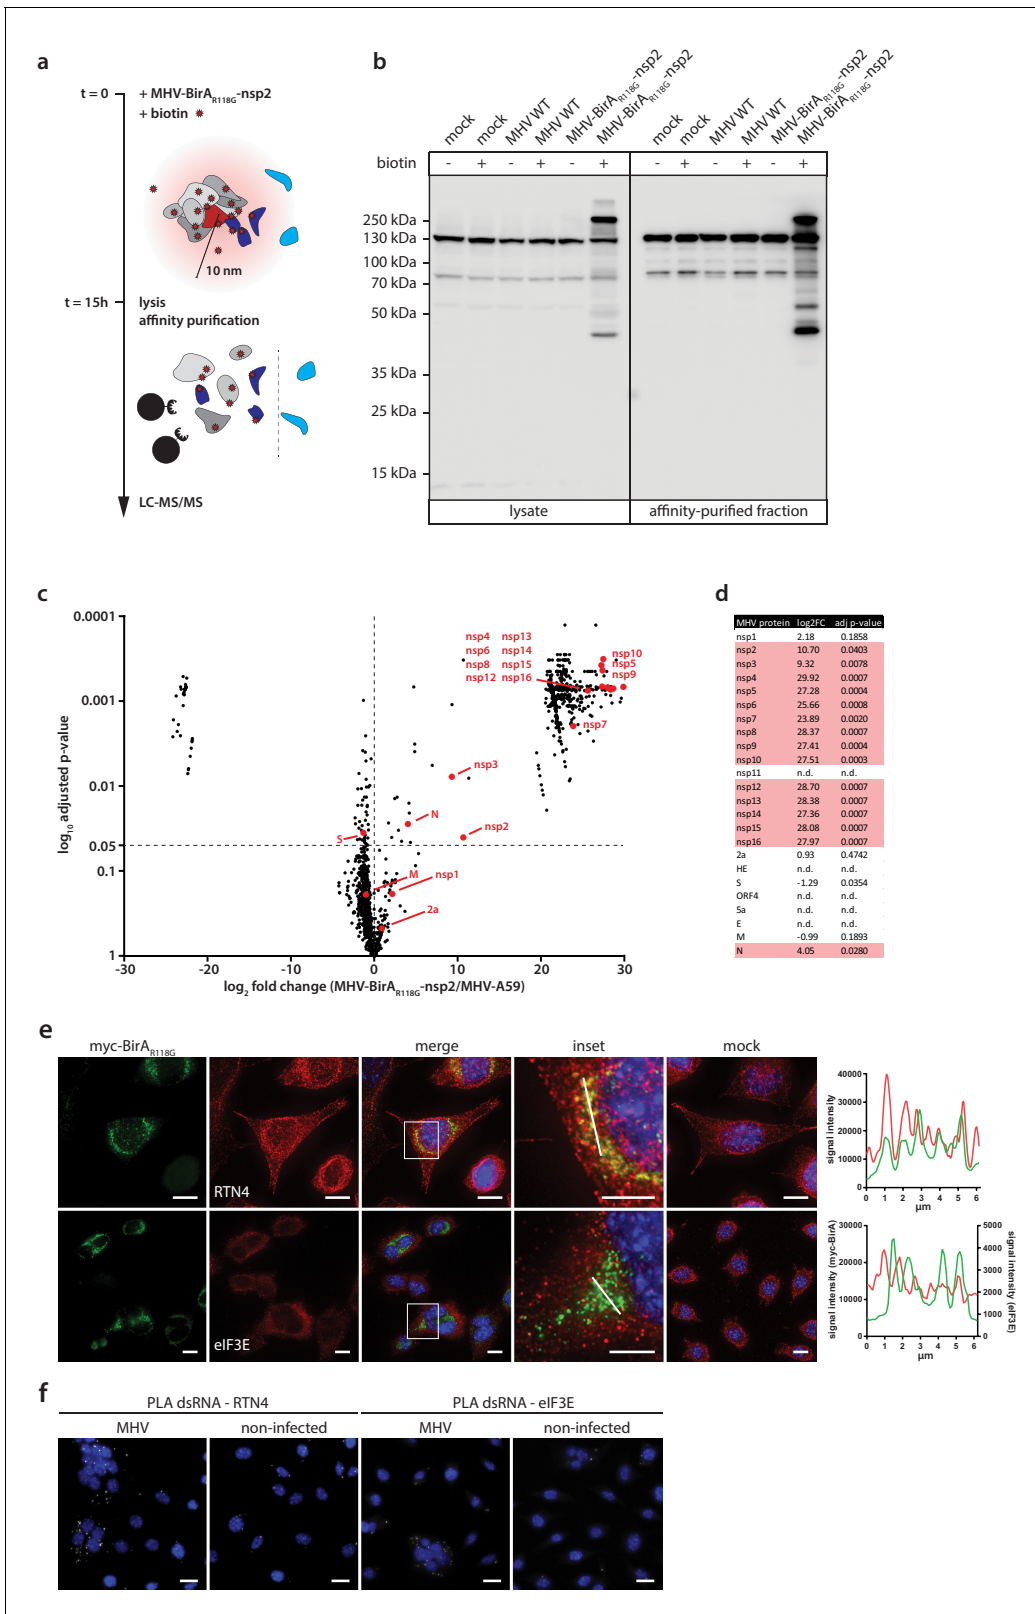 a
t = 0
+ MHV-BirA R118G-nsp2
+ biotin
10 nm
t = 15h
lysis
affinity purification
LC-MS/MS
b
mock
mock
MHV WT
MHV WT
MHV-BirA R118G-nsp2
MHV-BirA R118G-nsp2
mock
mock
MHV WT
MHV WT
MHV-BirA R118G-nsp2
MHV-BirA R118G-nsp2
biotin - + - + - + - + - + - +
250 kDa
130 kDa
100 kDa
70 kDa
50 kDa
35 kDa
25 kDa
15 kDa
lysate
affinity-purified fraction
c
log10 adjusted p-value
0.0001
0.001
0.01
0.05
0.1
1
nsp4 nsp13
nsp6 nsp14
nsp8 nsp15
nsp12 nsp16
nsp10
nsp5
nsp9
nsp7
nsp3
N
nsp2
S
M
nsp1
2a
-30 -20 -10 0 10 20 30
log2 fold change (MHV-BirA R118G-nsp2/MHV-A59)
d
MHV protein log2FC adj p-value
nsp1 2.18 0.1858
nsp2 10.70 0.0403
nsp3 9.32 0.0078
nsp4 29.92 0.0007
nsp5 27.28 0.0004
nsp6 25.66 0.0008
nsp7 23.89 0.0020
nsp8 28.37 0.0007
nsp9 27.41 0.0004
nsp10 27.51 0.0003
nsp11 n.d. n.d.
nsp12 28.70 0.0007
nsp13 28.38 0.0007
nsp14 27.36 0.0007
nsp15 28.08 0.0007
nsp16 27.97 0.0007
2a 0.93 0.4742
HE n.d. n.d.
S -1.29 0.0354
ORF4 n.d. n.d.
5a n.d. n.d.
E n.d. n.d.
M -0.99 0.1893
N 4.05 0.0280
e
myc-BirA R118G
merge
inset
mock
RTN4
eIF3E
signal intensity
40000
30000
20000
10000
0
0 1 2 3 4 5 6
µm
signal intensity (myc-BirA)
30000
20000
10000
0
5000
4000
3000
2000
1000
0
signal intensity (eIF3E)
0 1 2 3 4 5 6
µm
f
PLA dsRNA - RTN4
PLA dsRNA - eIF3E
MHV
non-infected
MHV
non-infected